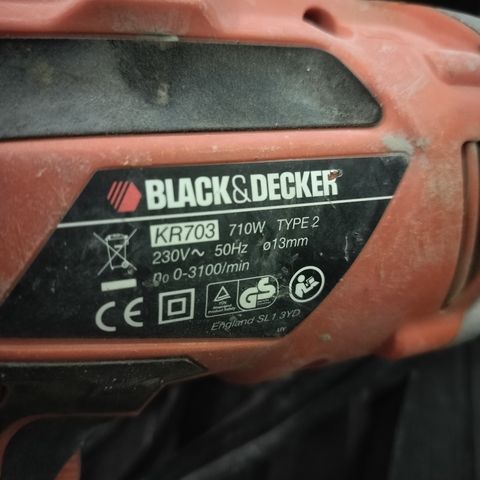 BLACK&DECKER
KR703 710W TYPE 2
230V~ 50Hz ø13mm
n₀ 0-3100/min
CE GS
England SL1 3YD